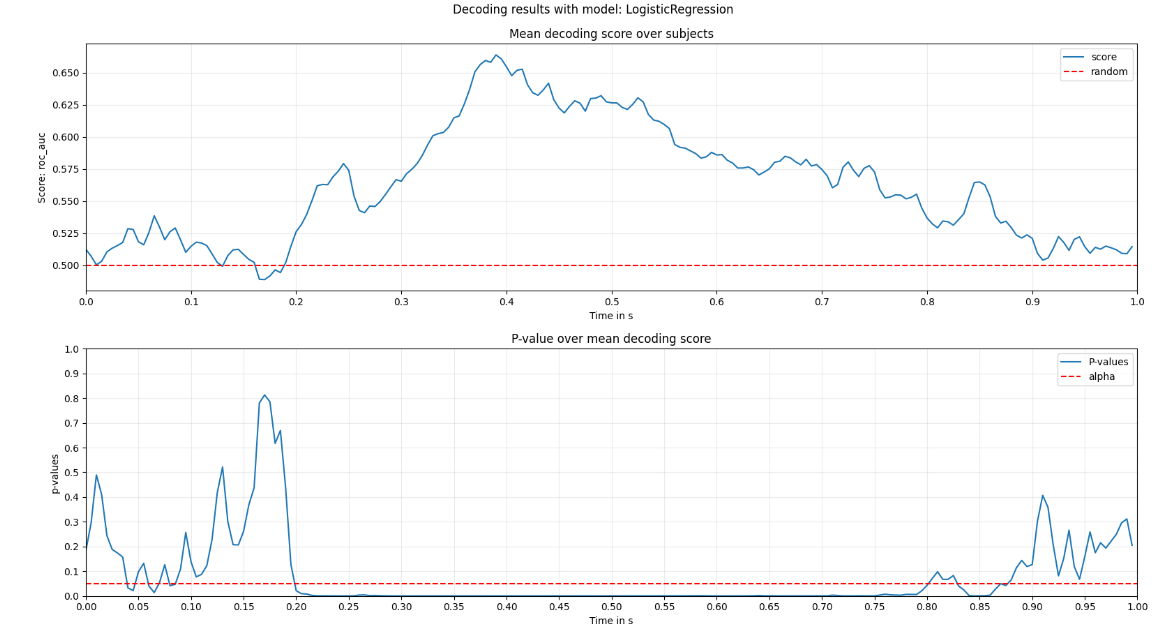 Decoding results with model: LogisticRegression
Mean decoding score over subjects
Score: roc_auc
0.650
0.625
0.600
0.575
0.550
0.525
0.500
score
random
0.0 0.1 0.2 0.3 0.4 0.5 0.6 0.7 0.8 0.9 1.0
Time in s
P-value over mean decoding score
p-values
1.0
0.9
0.8
0.7
0.6
0.5
0.4
0.3
0.2
0.1
0.0
P-values
alpha
0.00 0.05 0.10 0.15 0.20 0.25 0.30 0.35 0.40 0.45 0.50 0.55 0.60 0.65 0.70 0.75 0.80 0.85 0.90 0.95 1.00
Time in s